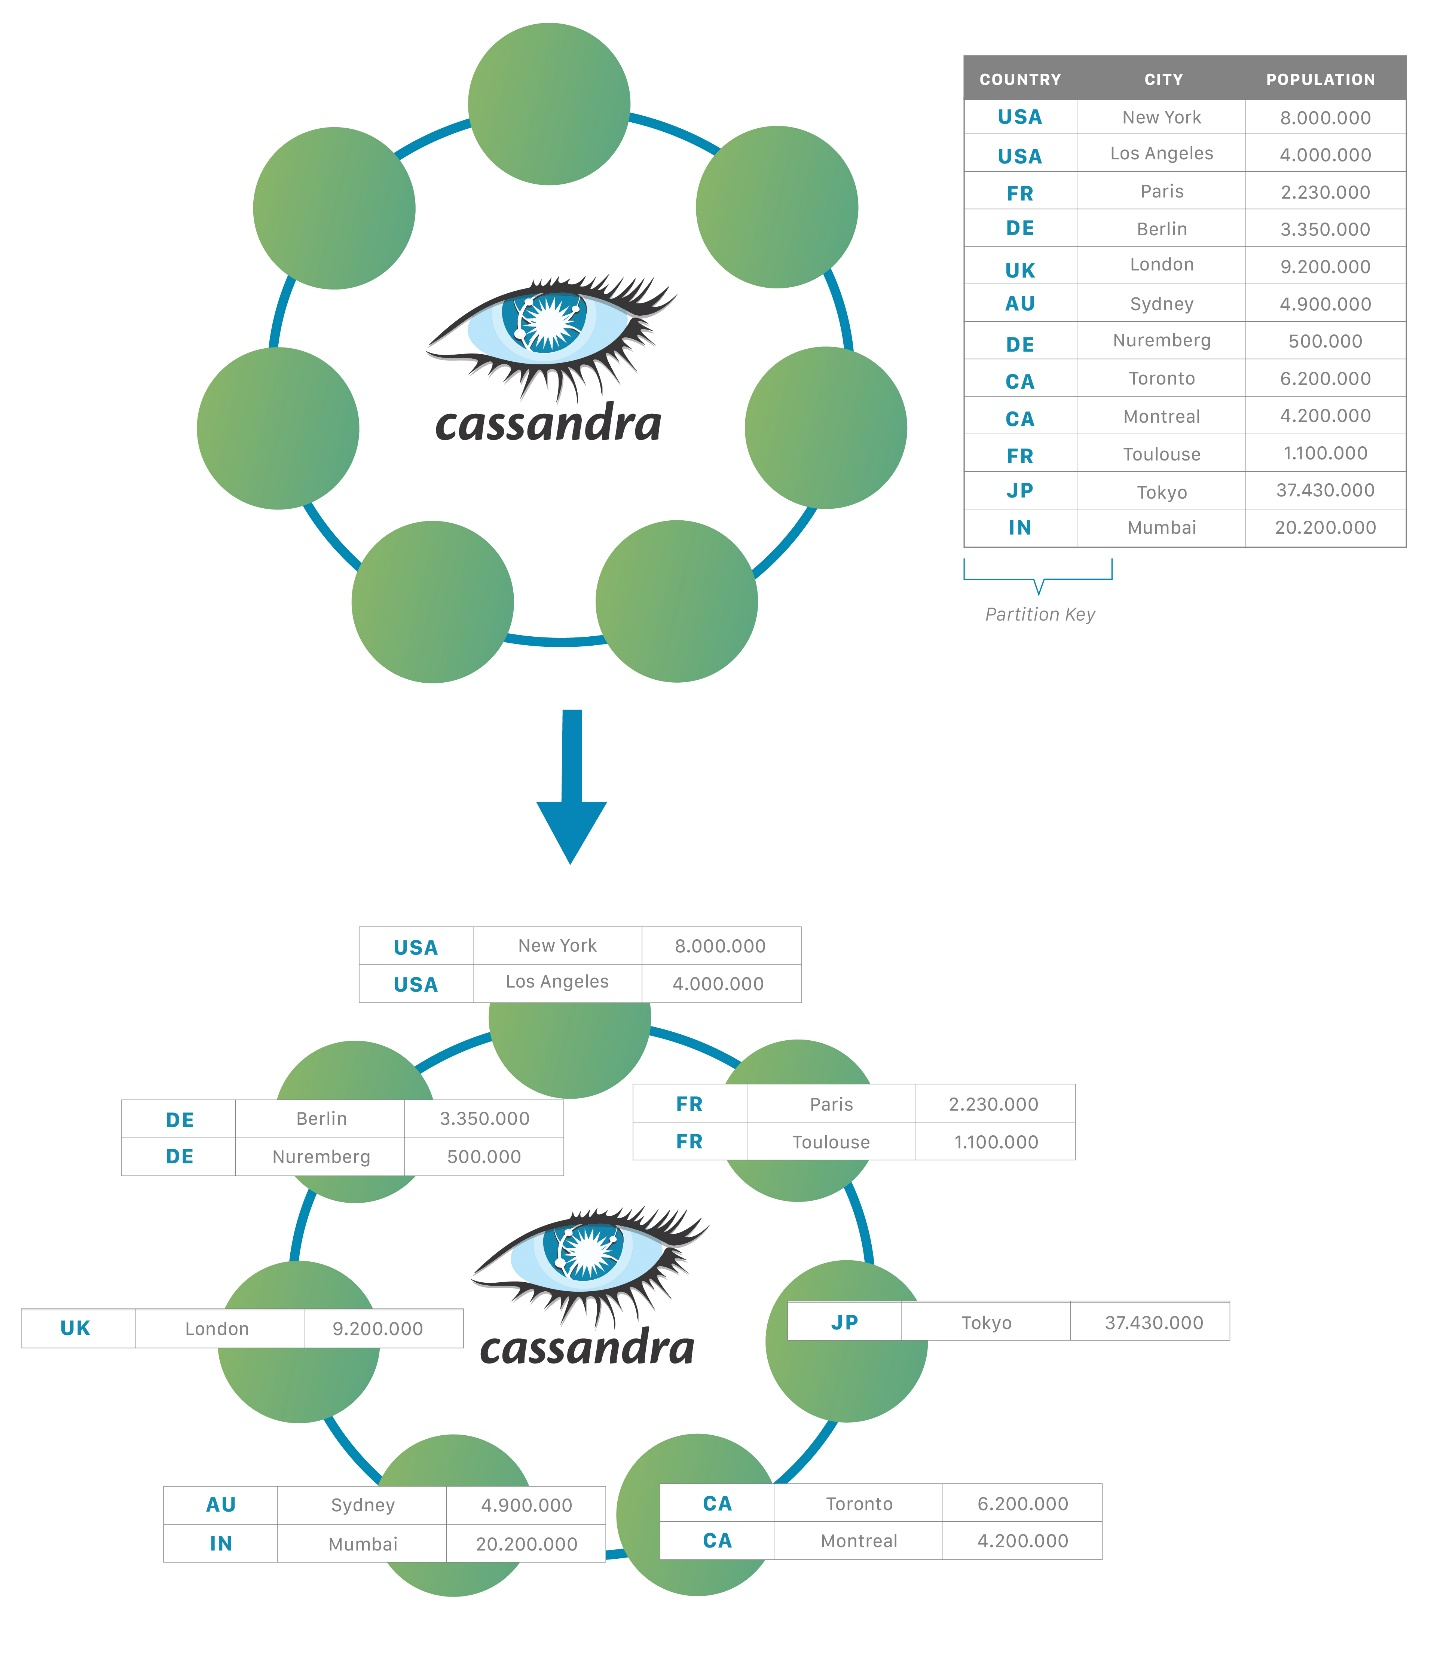 COUNTRY CITY POPULATION
USA New York 8.000.000
USA Los Angeles 4.000.000
FR Paris 2.230.000
DE Berlin 3.350.000
UK London 9.200.000
AU Sydney 4.900.000
DE Nuremberg 500.000
CA Toronto 6.200.000
CA Montreal 4.200.000
FR Toulouse 1.100.000
JP Tokyo 37.430.000
IN Mumbai 20.200.000
Partition Key
cassandra
USA New York 8.000.000
USA Los Angeles 4.000.000
DE Berlin 3.350.000
DE Nuremberg 500.000
FR Paris 2.230.000
FR Toulouse 1.100.000
UK London 9.200.000
cassandra
JP Tokyo 37.430.000
AU Sydney 4.900.000
IN Mumbai 20.200.000
CA Toronto 6.200.000
CA Montreal 4.200.000